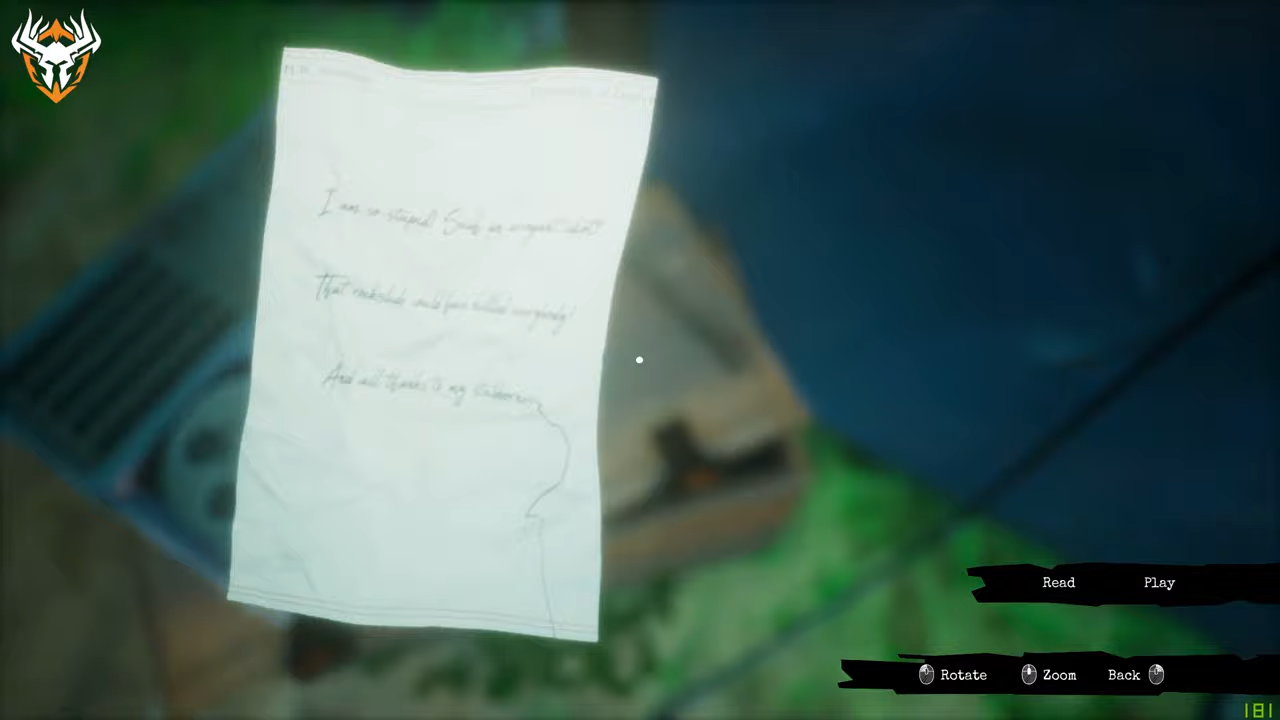 I am so stupid! Such an arrogant idiot!
That rockslide could have killed everybody!
And all thanks to my stubborn
Read Play
Rotate Zoom Back
181